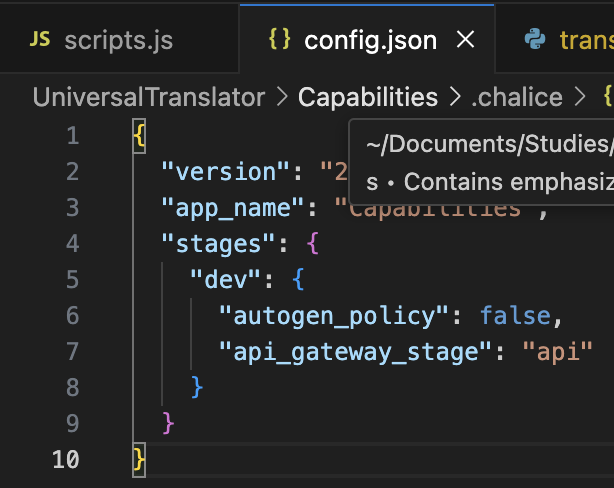 JS scripts.js {} config.json × trans
UniversalTranslator > Capabilities > .chalice > {
~/Documents/Studies/
s • Contains emphasiz
1 {
2 "version": "2
3 "app_name": "Capabilities",
4 "stages": {
5 "dev": {
6 "autogen_policy": false,
7 "api_gateway_stage": "api"
8 }
9 }
10 }